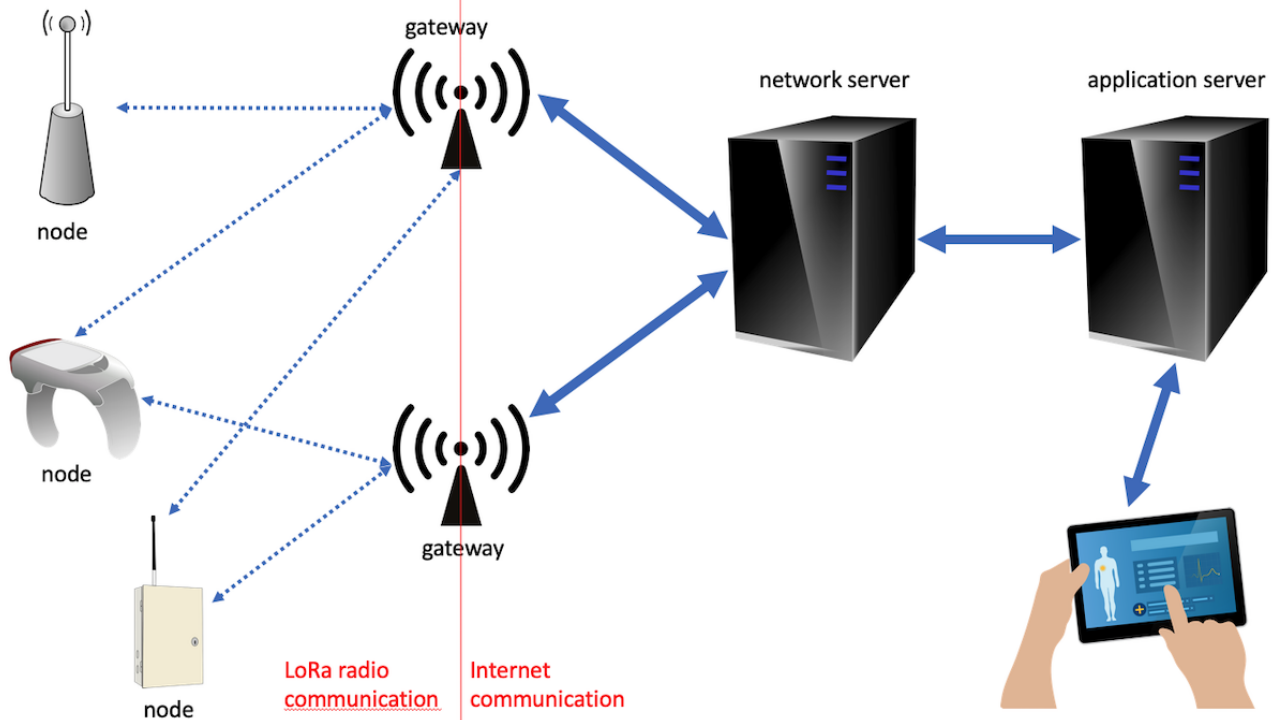 gateway
network server
application server
node
node
gateway
node
LoRa radio
communication
Internet
communication